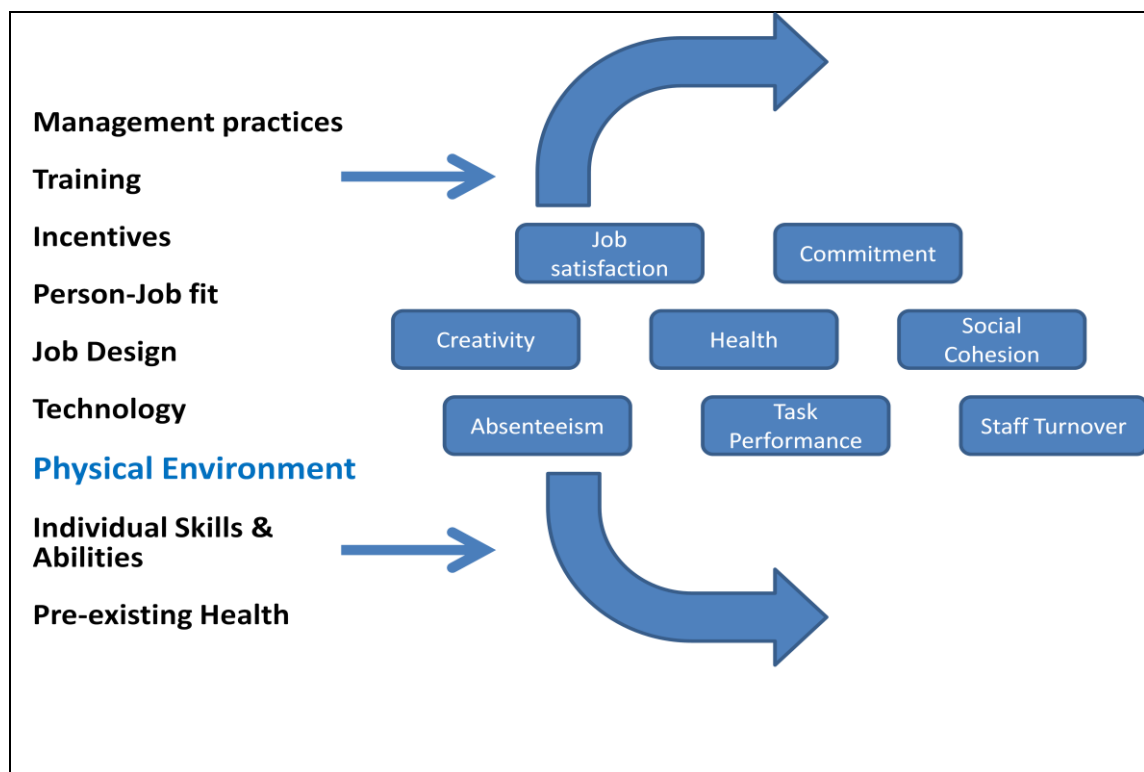 Management practices
Training
Incentives
Person-Job fit
Job Design
Technology
Physical Environment
Individual Skills &
Abilities
Pre-existing Health
Job
satisfaction
Commitment
Creativity
Health
Social
Cohesion
Absenteeism
Task
Performance
Staff Turnover